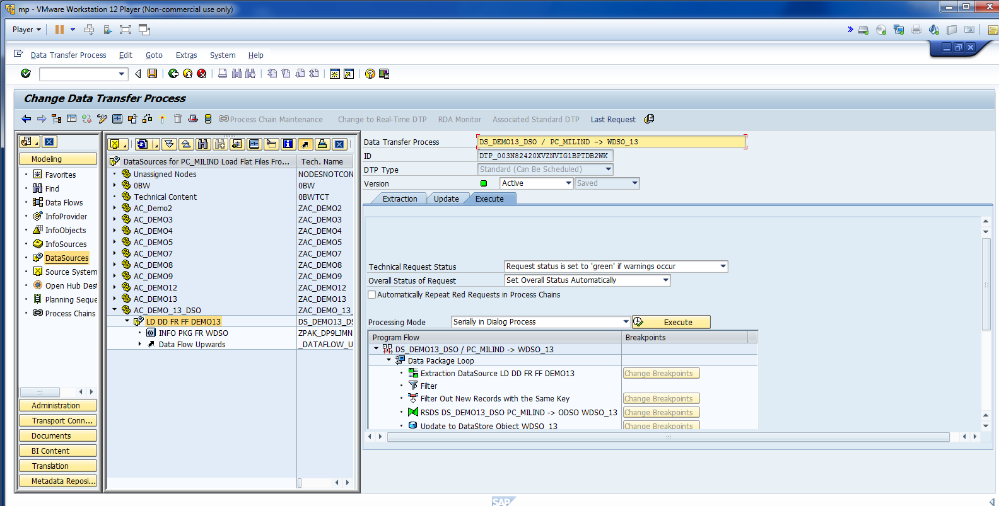 mp - VMware Workstation 12 Player (Non-commercial use only)
Player
Data Transfer Process Edit Goto Extras System Help
Change Data Transfer Process
Process Chain Maintenance Change to Real-Time DTP RDA Monitor Associated Standard DTP Last Request
Modeling
Favorites
Find
Data Flows
InfoProvider
InfoObjects
InfoSources
DataSources
Source System
Open Hub Dest
Planning Seque
Process Chains
Administration
Transport Conn...
Documents
BI Content
Translation
Metadata Reposi...
DataSources for PC_MILIND Load Flat Files Fro... Tech. Name
Unassigned Nodes NODESNOTCON
0BW 0BW
Technical Content 0BWTCT
AC_Demo2 ZAC_DEMO2
AC_DEMO3 ZAC_DEMO3
AC_DEMO4 ZAC_DEMO4
AC_DEMO5 ZAC_DEMO5
AC_DEMO7 ZAC_DEMO7
AC_DEMO8 ZAC_DEMO8
AC_DEMO9 ZAC_DEMO9
AC_DEMO12 ZAC_DEMO12
AC_DEMO13 ZAC_DEMO13
AC_DEMO_13_DSO ZAC_DEMO_13_
LD DD FR FF DEMO13 DS_DEMO13_DS
INFO PKG FR WDSO ZPAK_DP9LJMN
Data Flow Upwards _DATAFLOW_U
Data Transfer Process DS_DEMO13_DSO / PC_MILIND -> WDSO_13
ID DTP_003N82420XVZNVIG1BPTDB2WK
DTP Type Standard (Can Be Scheduled)
Version Active Saved
Extraction Update Execute
Technical Request Status Request status is set to 'green' if warnings occur
Overall Status of Request Set Overall Status Automatically
Automatically Repeat Red Requests in Process Chains
Processing Mode Serially in Dialog Process Execute
Program Flow Breakpoints
DS_DEMO13_DSO / PC_MILIND -> WDSO_13
Data Package Loop
Extraction DataSource LD DD FR FF DEMO13 Change Breakpoints
Filter
Filter Out New Records with the Same Key Change Breakpoints
RSDS DS_DEMO13_DSO PC_MILIND -> ODSO WDSO_13 Change Breakpoints
Update to DataStore Object WDSO_13 Change Breakpoints
SAP